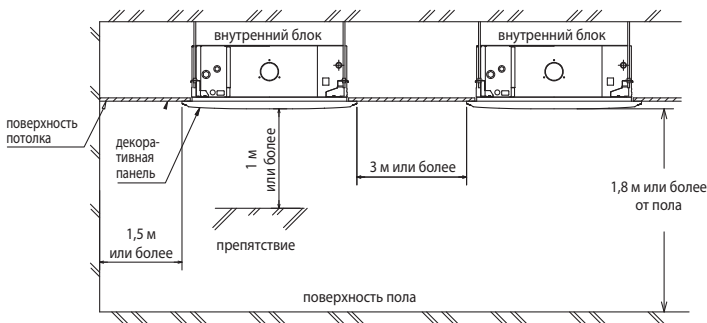 внутренний блок
внутренний блок
поверхность
потолка
декора-
тивная
панель
1 м
или более
3 м или более
1,8 м или более
от пола
1,5 м
или более
препятствие
поверхность пола